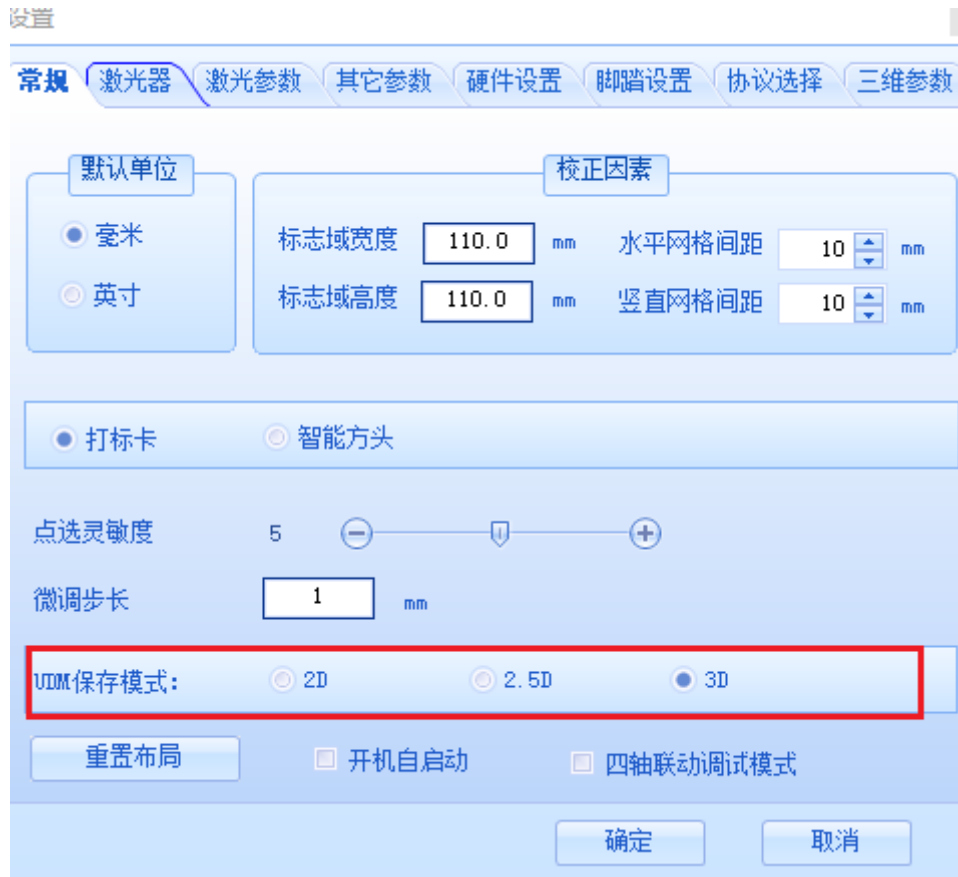 设置
常规 激光器 激光参数 其它参数 硬件设置 脚踏设置 协议选择 三维参数
默认单位 校正因素
毫米 标志域宽度 110.0 mm 水平网格间距 10 mm
英寸 标志域高度 110.0 mm 竖直网格间距 10 mm
打标卡 智能方头
点选灵敏度 5
微调步长 1 mm
UDM保存模式: 2D 2.5D 3D
重置布局 开机自启动 四轴联动调试模式
确定 取消